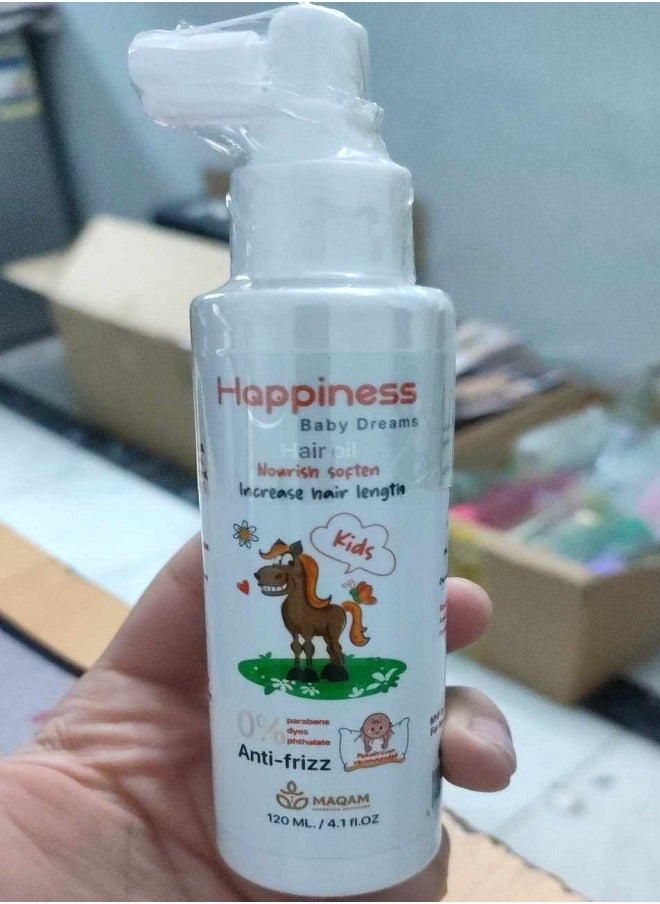 Happiness
Baby Dreams
Hair oil
Nourish soften
Increase hair length
Kids
0%
parabens
dyes
phthalate
Anti-frizz
MAQAM
120 ML. / 4.1 fl.OZ